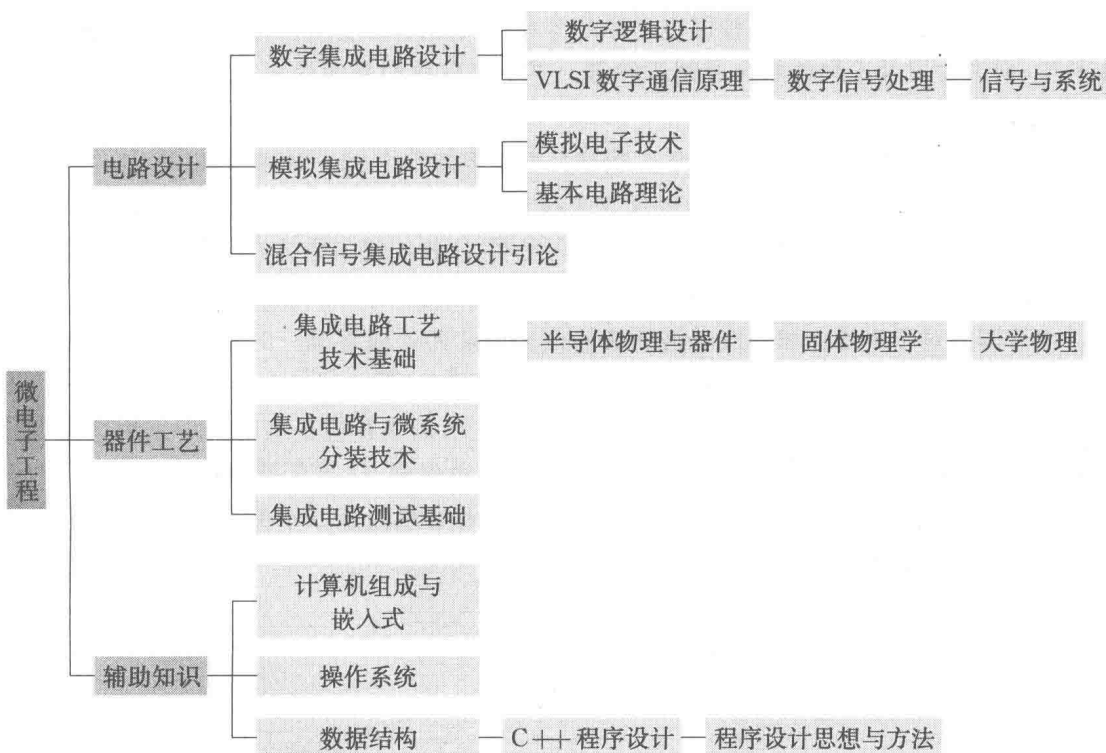 数字逻辑设计
数字集成电路设计
VLSI数字通信原理
数字信号处理
信号与系统
电路设计
模拟集成电路设计
模拟电子技术
基本电路理论
混合信号集成电路设计引论
微电子工程
器件工艺
集成电路工艺
技术基础
半导体物理与器件
固体物理学
大学物理
集成电路与微系统
分装技术
集成电路测试基础
辅助知识
计算机组成与
嵌入式
操作系统
数据结构
C++程序设计
程序设计思想与方法